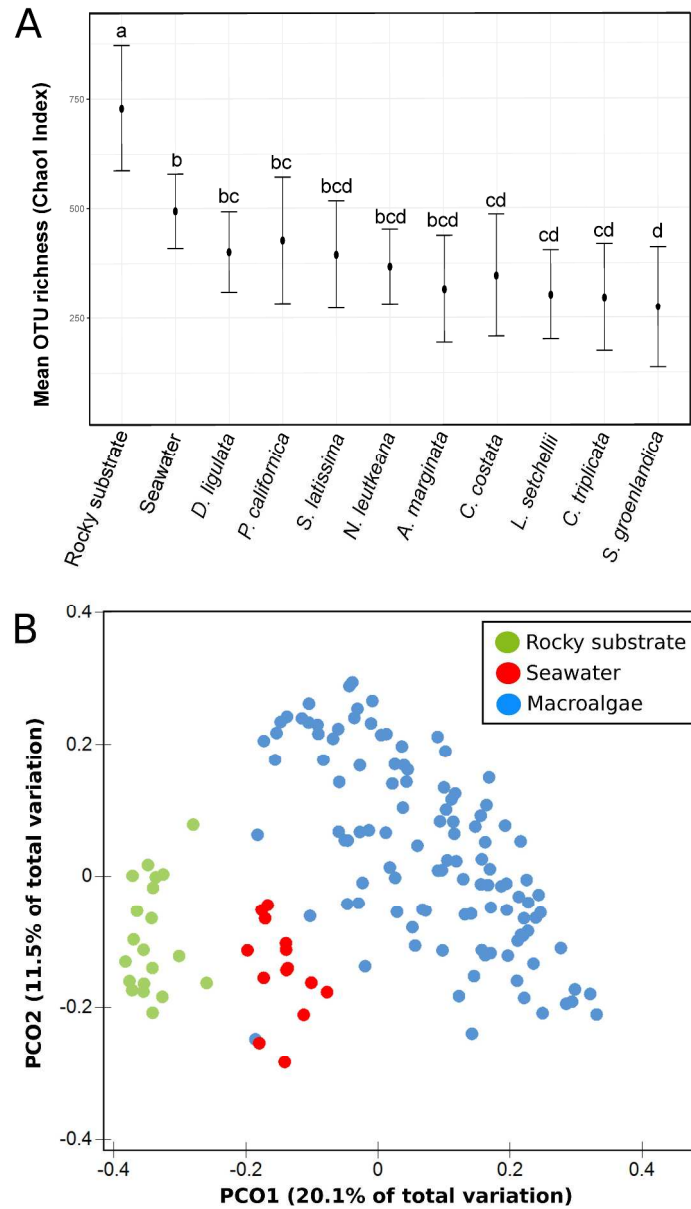 A
a
b
bc
bc
bcd
bcd
bcd
cd
cd
cd
d
750
500
250
Mean OTU richness (Chao1 Index)
Rocky substrate
Seawater
D. ligulata
P. californica
S. latissima
N. leutkeana
A. marginata
C. costata
L. setchellii
C. triplicata
S. groenlandica
B
0.4
0.2
0
-0.2
-0.4
PCO2 (11.5% of total variation)
Rocky substrate
Seawater
Macroalgae
-0.4 -0.2 0 0.2 0.4
PCO1 (20.1% of total variation)